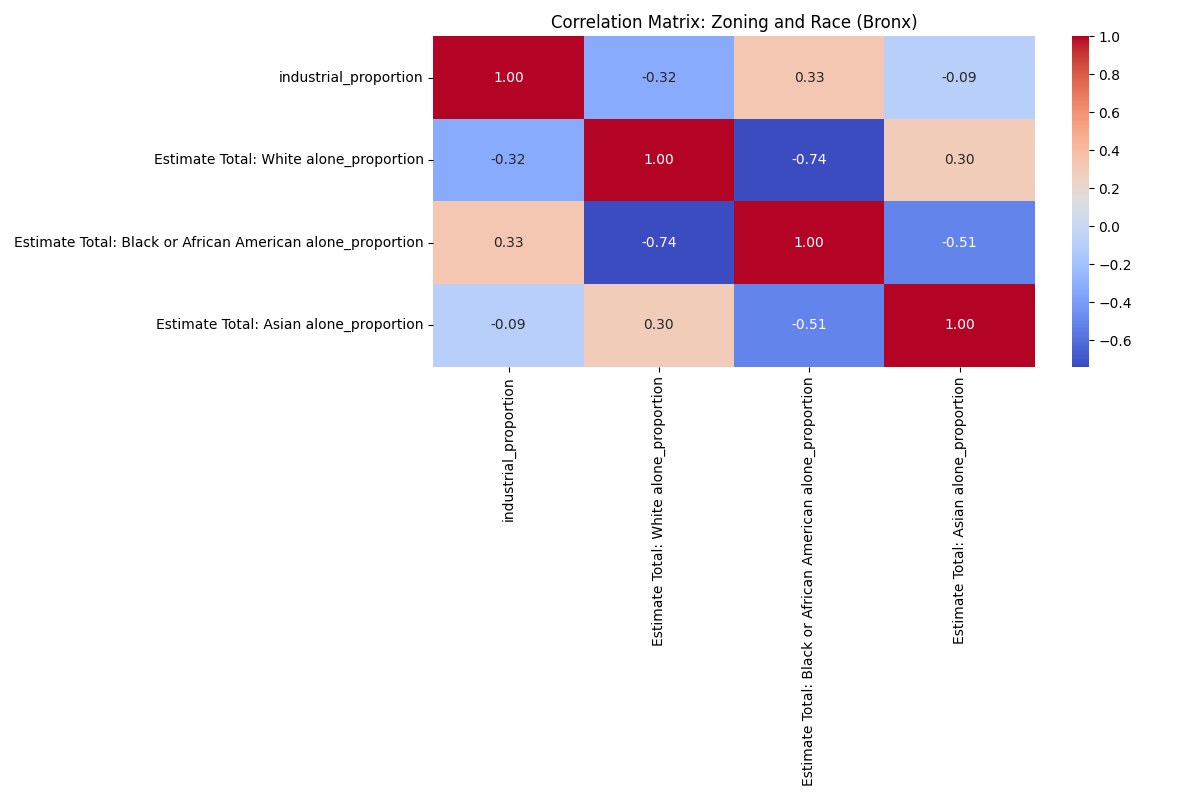 Correlation Matrix: Zoning and Race (Bronx)
industrial_proportion 1.00 -0.32 0.33 -0.09
Estimate Total: White alone_proportion -0.32 1.00 -0.74 0.30
Estimate Total: Black or African American alone_proportion 0.33 -0.74 1.00 -0.51
Estimate Total: Asian alone_proportion -0.09 0.30 -0.51 1.00
industrial_proportion
Estimate Total: White alone_proportion
Estimate Total: Black or African American alone_proportion
Estimate Total: Asian alone_proportion
1.0
0.8
0.6
0.4
0.2
0.0
−0.2
−0.4
−0.6